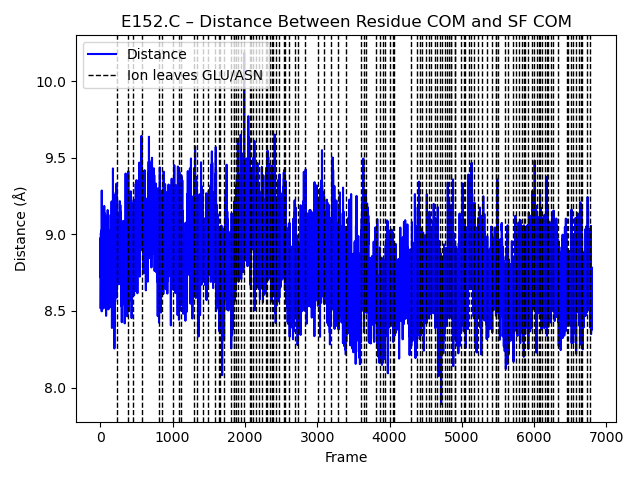 E152.C – Distance Between Residue COM and SF COM
Distance
Ion leaves GLU/ASN
Distance (Å)
10.0
9.5
9.0
8.5
8.0
0 1000 2000 3000 4000 5000 6000 7000
Frame